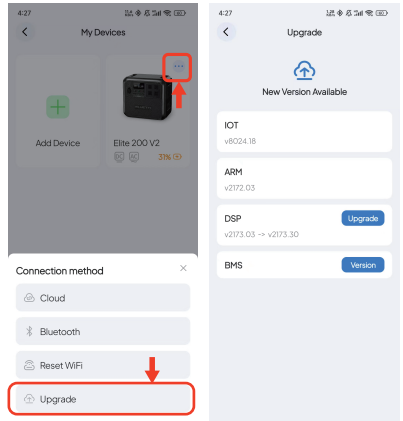 4:27
My Devices
Add Device
Elite 200 V2
31%
Connection method
Cloud
Bluetooth
Reset WiFi
Upgrade
4:27
Upgrade
New Version Available
IOT
v8024.18
ARM
v2172.03
DSP
Upgrade
v2173.03 -> v2173.30
BMS
Version